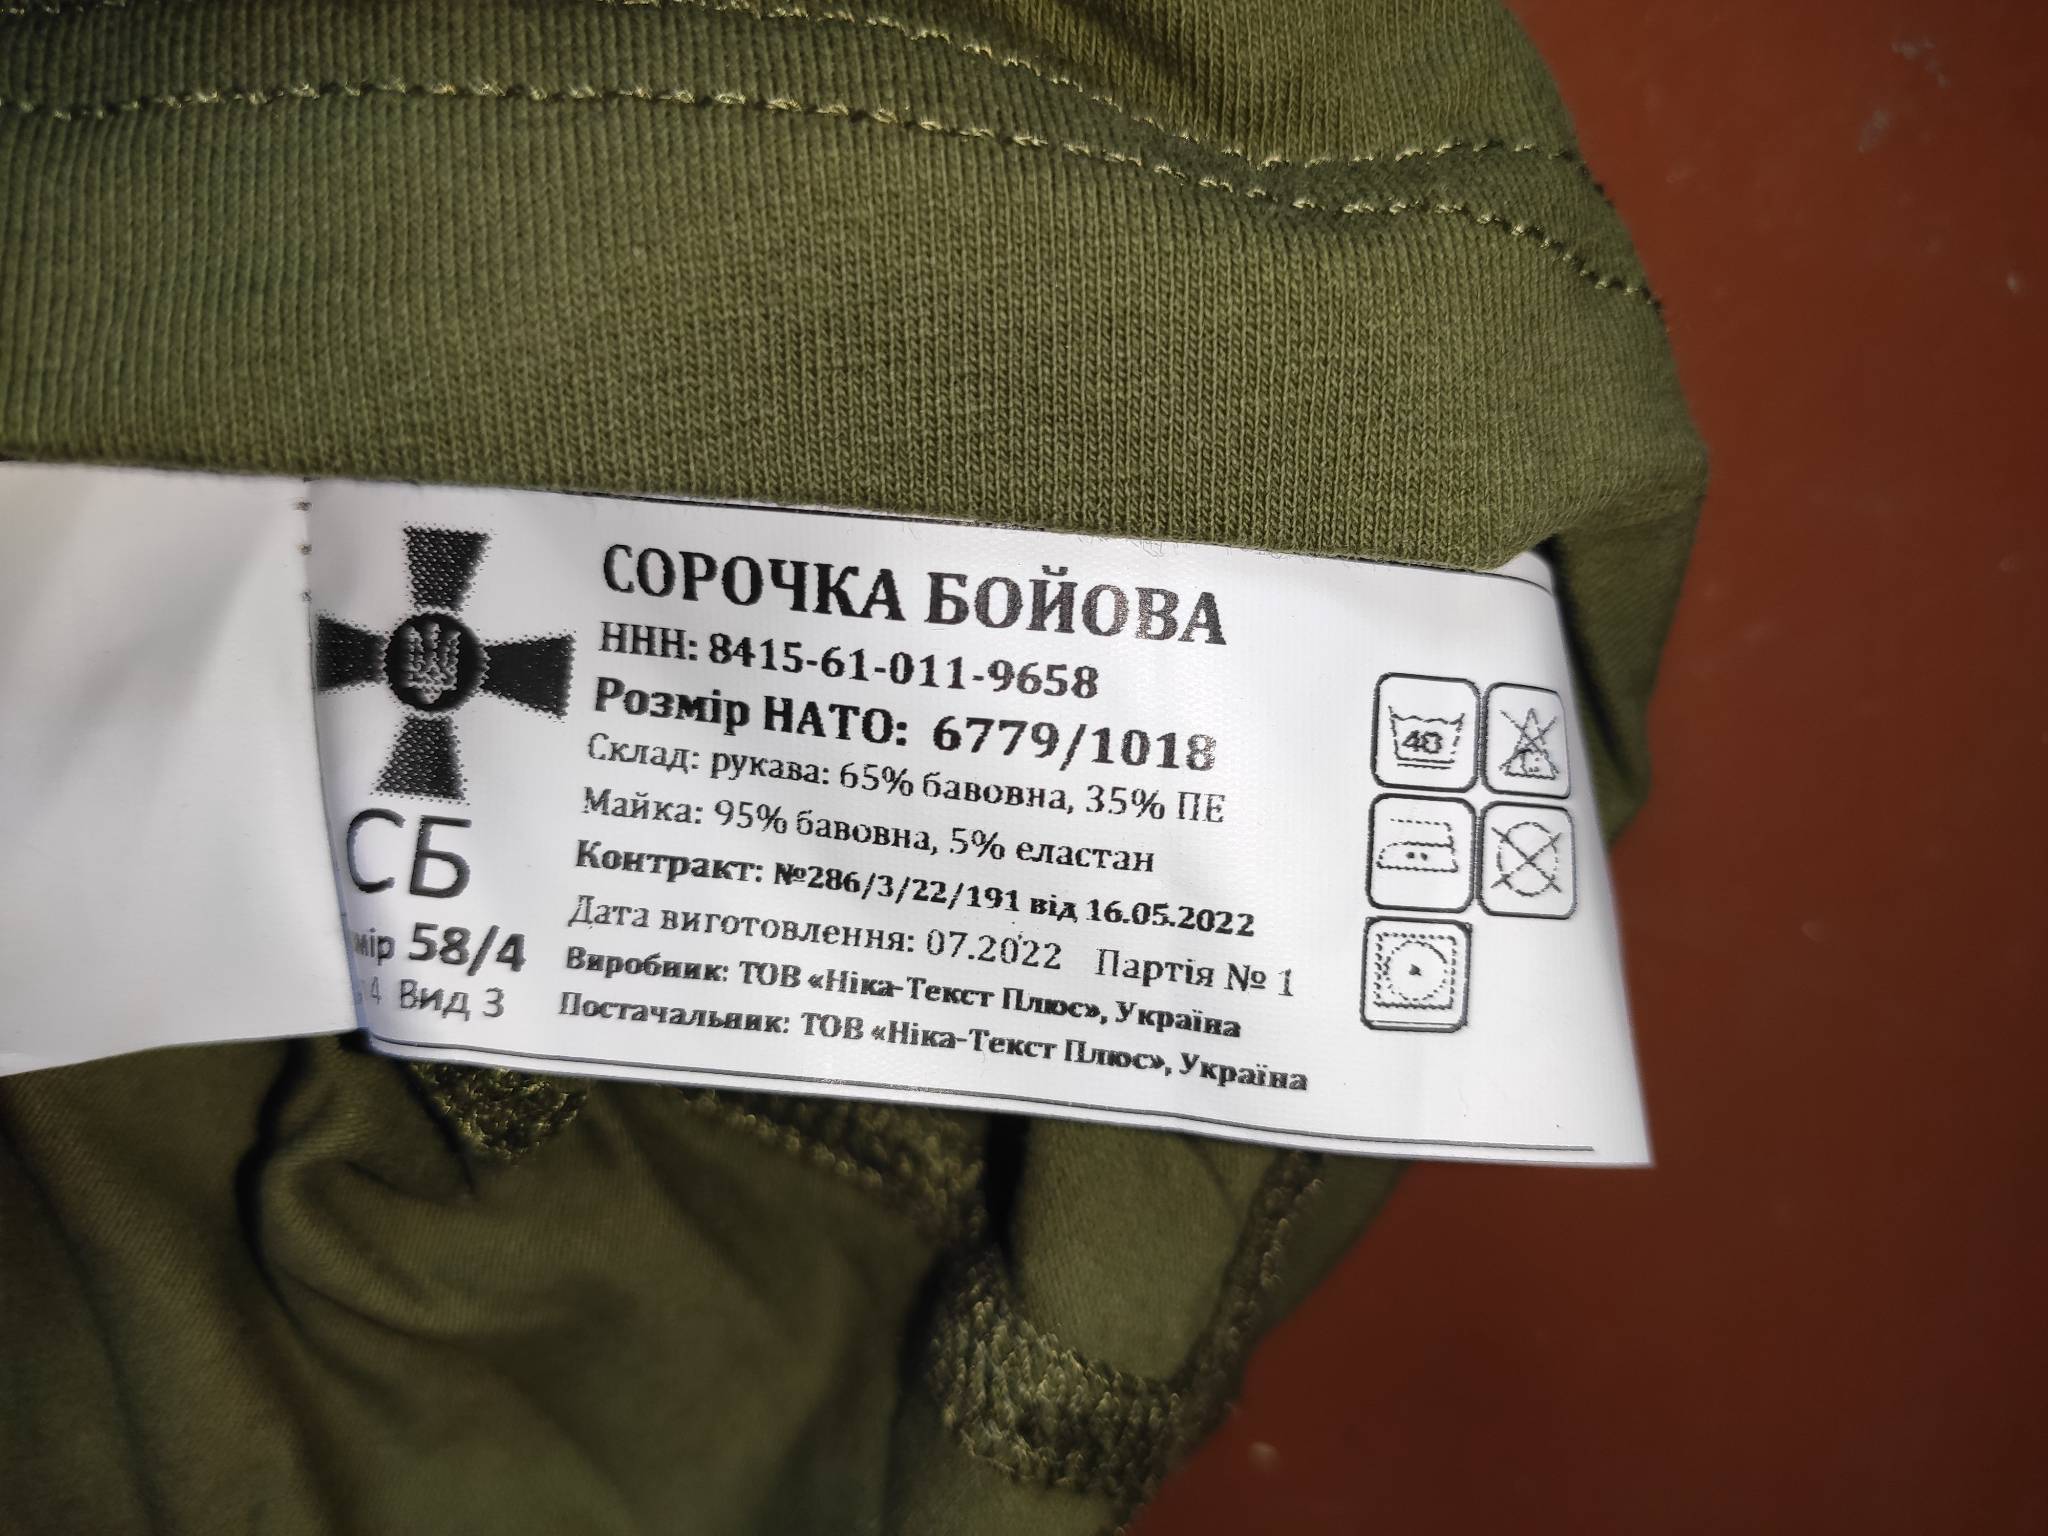 СОРОЧКА БОЙОВА
ННН: 8415-61-011-9658
Розмір НАТО: 6779/1018
Склад: рукава: 65% бавовна, 35% ПЕ
Майка: 95% бавовна, 5% еластан
Контракт: №286/3/22/191 від 16.05.2022
Дата виготовлення: 07.2022 Партія № 1
Виробник: ТОВ «Ніка-Текст Плюс», Україна
Постачальник: ТОВ «Ніка-Текст Плюс», Україна
СБ
мір 58/4
4 Вид 3
40